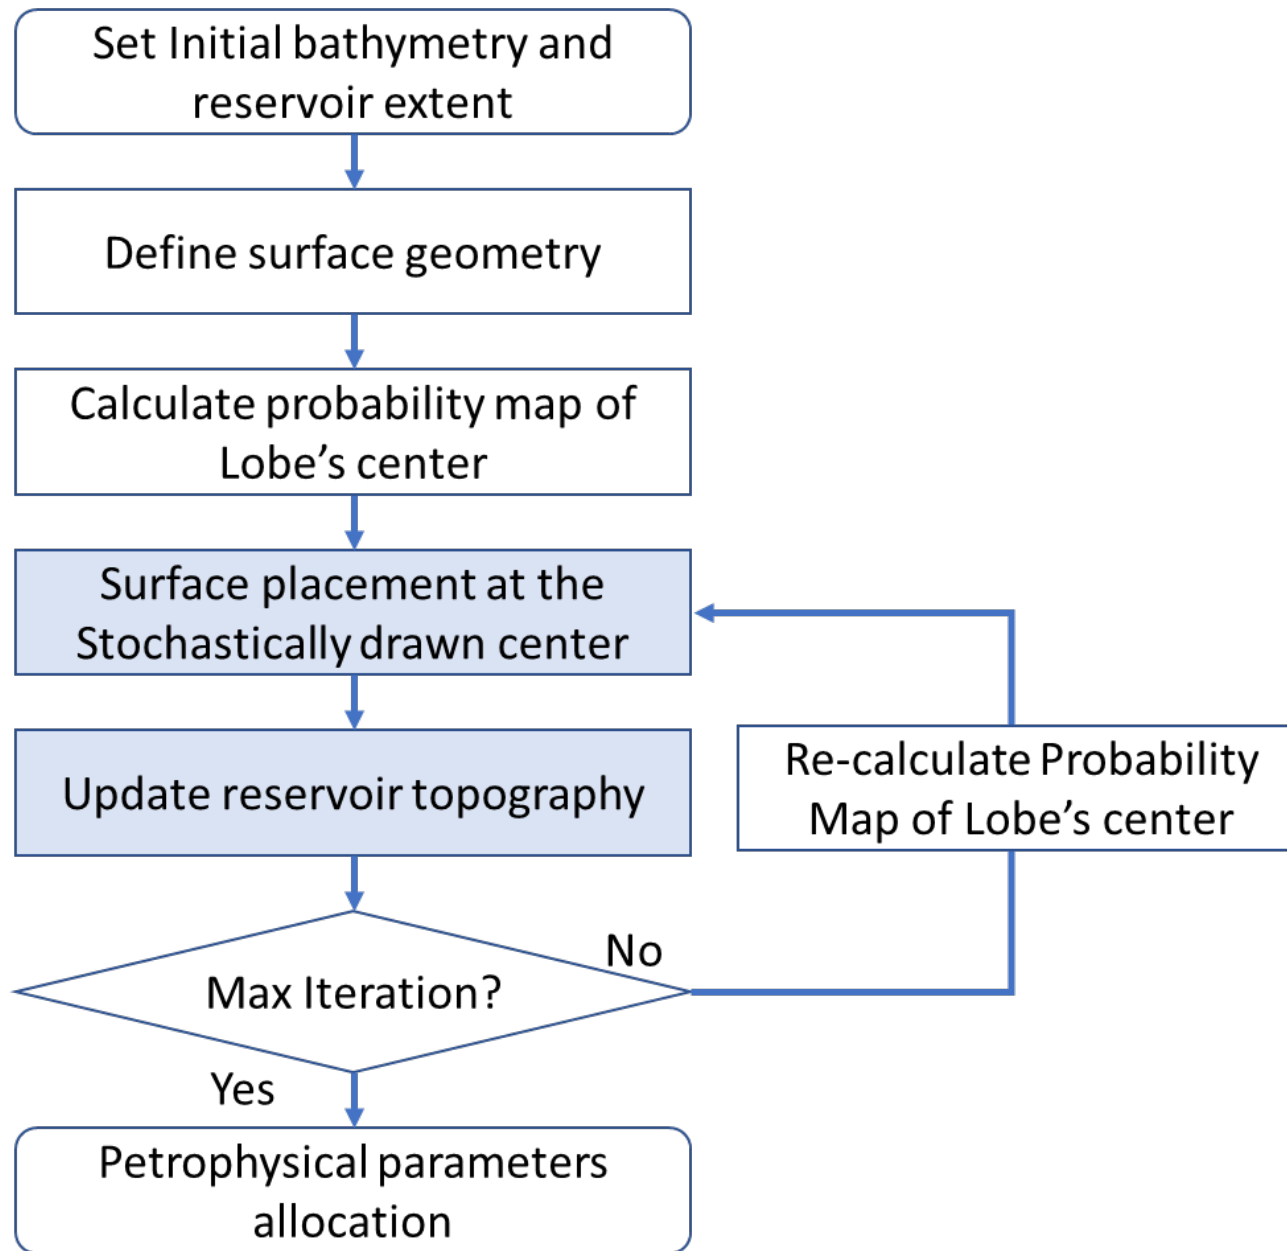 Set Initial bathymetry and
reservoir extent
Define surface geometry
Calculate probability map of
Lobe’s center
Surface placement at the
Stochastically drawn center
Update reservoir topography
Re-calculate Probability
Map of Lobe’s center
No
Max Iteration?
Yes
Petrophysical parameters
allocation